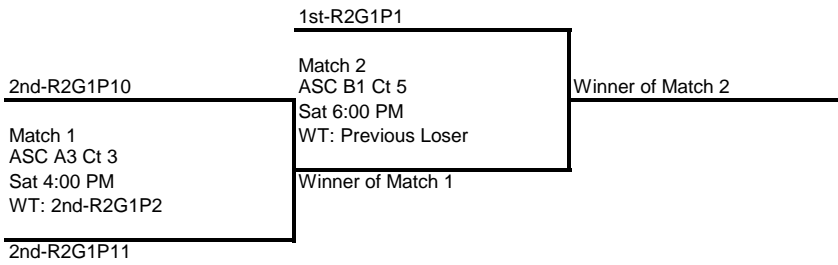 1st-R2G1P1
Match 2
ASC B1 Ct 5
Sat 6:00 PM
WT: Previous Loser
2nd-R2G1P10
Winner of Match 2
Match 1
ASC A3 Ct 3
Sat 4:00 PM
WT: 2nd-R2G1P2
Winner of Match 1
2nd-R2G1P11